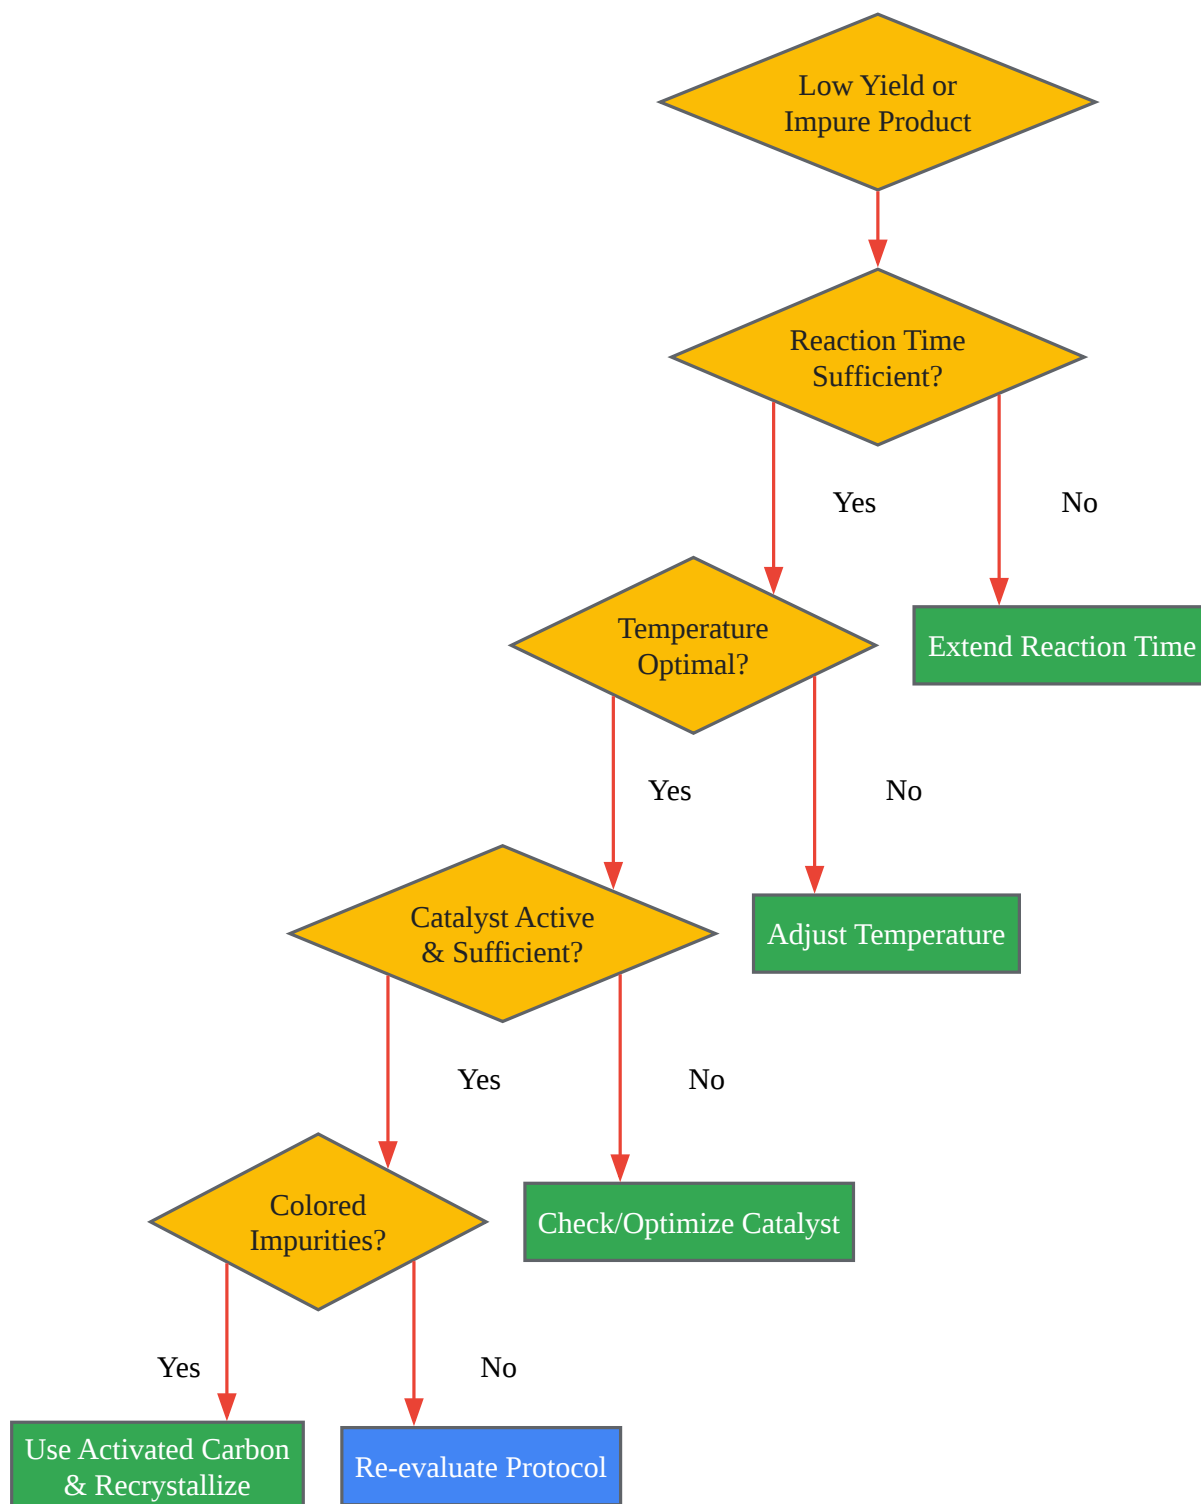 Low Yield or
Impure Product
Reaction Time
Sufficient?
Yes
No
Temperature
Optimal?
Extend Reaction Time
Yes
No
Catalyst Active
& Sufficient?
Adjust Temperature
Yes
No
Colored
Impurities?
Check/Optimize Catalyst
Yes
No
Use Activated Carbon
& Recrystallize
Re-evaluate Protocol